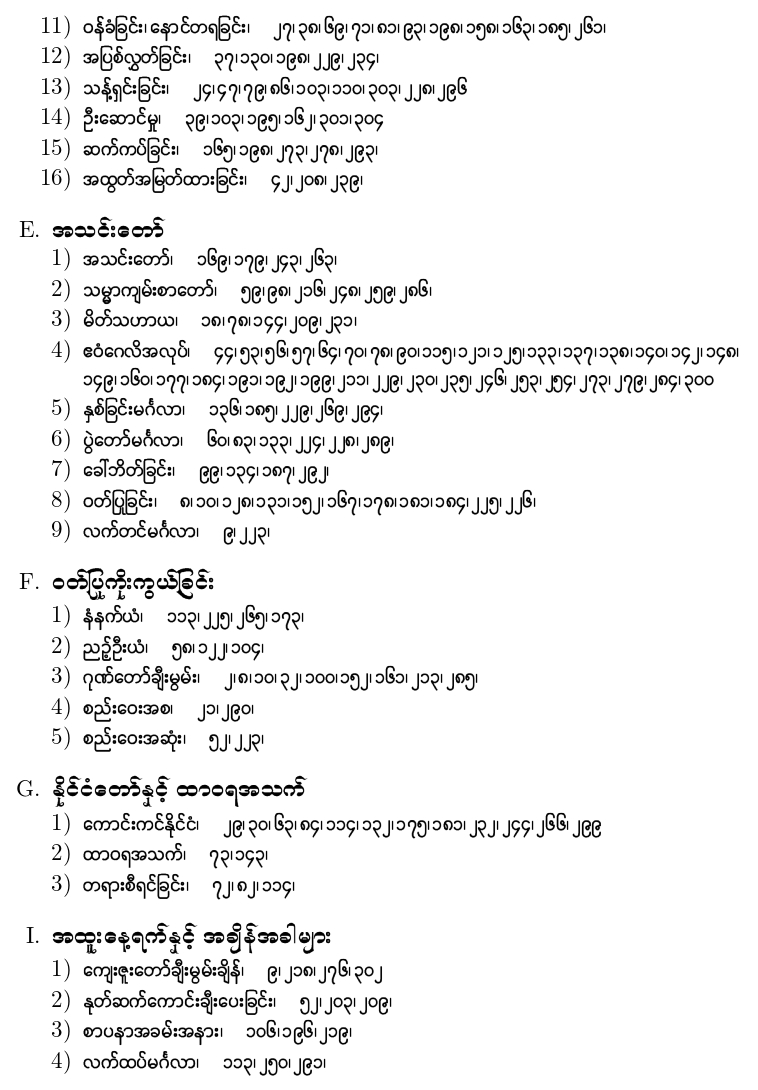 11) ဝန်ခံခြင်း၊ နောင်တရခြင်း၊ ၂၇၊ ၃၈၊ ၆၉၊ ၇၁၊ ၈၁၊ ၉၃၊ ၁၉၈၊ ၁၅၈၊ ၁၆၃၊ ၁၈၅၊ ၂၆၁၊
12) အပြစ်လွှတ်ခြင်း၊ ၃၇၊ ၁၃၀၊ ၁၉၈၊ ၂၂၉၊ ၂၃၄၊
13) သန့်ရှင်းခြင်း၊ ၂၄၊ ၄၇၊ ၇၉၊ ၈၆၊ ၁၀၃၊ ၁၁၀၊ ၃၀၃၊ ၂၂၈၊ ၂၉၆
14) ဦးဆောင်မှု၊ ၃၉၊ ၁၀၃၊ ၁၉၅၊ ၁၆၂၊ ၃၀၁၊ ၃၀၄
15) ဆက်ကပ်ခြင်း၊ ၁၆၅၊ ၁၉၈၊ ၂၇၃၊ ၂၇၈၊ ၂၉၃၊
16) အထွတ်အမြတ်ထားခြင်း၊ ၄၂၊ ၂၀၈၊ ၂၃၉၊
E. အသင်းတော်
1) အသင်းတော်၊ ၁၆၉၊ ၁၇၉၊ ၂၄၃၊ ၂၆၃၊
2) သမ္မာကျမ်းစာတော်၊ ၅၉၊ ၉၈၊ ၂၁၆၊ ၂၄၈၊ ၂၅၉၊ ၂၈၆၊
3) မိတ်သဟာယ၊ ၁၈၊ ၇၈၊ ၁၄၄၊ ၂၀၉၊ ၂၃၁၊
4) ဧဝံဂေလိအလုပ်၊ ၄၄၊ ၅၃၊ ၅၆၊ ၅၇၊ ၆၄၊ ၇၀၊ ၇၈၊ ၉၀၊ ၁၁၅၊ ၁၂၁၊ ၁၂၅၊ ၁၃၃၊ ၁၃၇၊ ၁၃၈၊ ၁၄၀၊ ၁၄၂၊ ၁၄၈၊
၁၄၉၊ ၁၆၀၊ ၁၇၇၊ ၁၈၄၊ ၁၉၁၊ ၁၉၂၊ ၁၉၉၊ ၂၁၁၊ ၂၂၉၊ ၂၃၀၊ ၂၃၅၊ ၂၄၆၊ ၂၅၃၊ ၂၅၄၊ ၂၇၃၊ ၂၇၉၊ ၂၈၄၊ ၃၀၀
5) နှစ်ခြင်းမင်္ဂလာ၊ ၁၃၆၊ ၁၈၅၊ ၂၂၉၊ ၂၆၉၊ ၂၉၄၊
6) ပွဲတော်မင်္ဂလာ၊ ၆၀၊ ၈၃၊ ၁၃၃၊ ၂၂၄၊ ၂၂၈၊ ၂၈၉၊
7) ခေါ်ဘိတ်ခြင်း၊ ၉၉၊ ၁၃၄၊ ၁၈၇၊ ၂၉၂၊
8) ဝတ်ပြုခြင်း၊ ၈၊ ၁၀၊ ၁၂၈၊ ၁၃၁၊ ၁၅၂၊ ၁၆၇၊ ၁၇၈၊ ၁၈၁၊ ၁၈၄၊ ၂၂၅၊ ၂၂၆၊
9) လက်တင်မင်္ဂလာ၊ ၉၊ ၂၂၃၊
F. ဝတ်ပြုကိုးကွယ်ခြင်း
1) နံနက်ယံ၊ ၁၁၃၊ ၂၂၅၊ ၂၆၅၊ ၁၇၃၊
2) ညဉ့်ဦးယံ၊ ၅၈၊ ၁၂၂၊ ၁၀၄၊
3) ဂုဏ်တော်ချီးမွမ်း၊ ၂၊ ၈၊ ၁၀၊ ၃၂၊ ၁၀၀၊ ၁၅၂၊ ၁၆၁၊ ၂၁၃၊ ၂၈၅၊
4) စည်းဝေးအစ၊ ၂၁၊ ၂၉၀၊
5) စည်းဝေးအဆုံး၊ ၅၂၊ ၂၂၃၊
G. နိုင်ငံတော်နှင့် ထာဝရအသက်
1) ကောင်းကင်နိုင်ငံ၊ ၂၉၊ ၃၀၊ ၆၃၊ ၈၄၊ ၁၁၄၊ ၁၃၂၊ ၁၇၅၊ ၁၈၁၊ ၂၃၂၊ ၂၄၄၊ ၂၆၆၊ ၂၉၉
2) ထာဝရအသက်၊ ၇၃၊ ၁၄၃၊
3) တရားစီရင်ခြင်း၊ ၇၂၊ ၈၂၊ ၁၁၄၊
I. အထူးနေ့ရက်နှင့် အချိန်အခါများ
1) ကျေးဇူးတော်ချီးမွမ်းချိန်၊ ၉၊ ၂၁၈၊ ၂၇၆၊ ၃၀၂
2) နုတ်ဆက်ကောင်းချီးပေးခြင်း၊ ၅၂၊ ၂၀၃၊ ၂၀၉၊
3) စာပနာအခမ်းအနား၊ ၁၀၆၊ ၁၉၆၊ ၂၁၉၊
4) လက်ထပ်မင်္ဂလာ၊ ၁၁၃၊ ၂၅၀၊ ၂၉၁၊